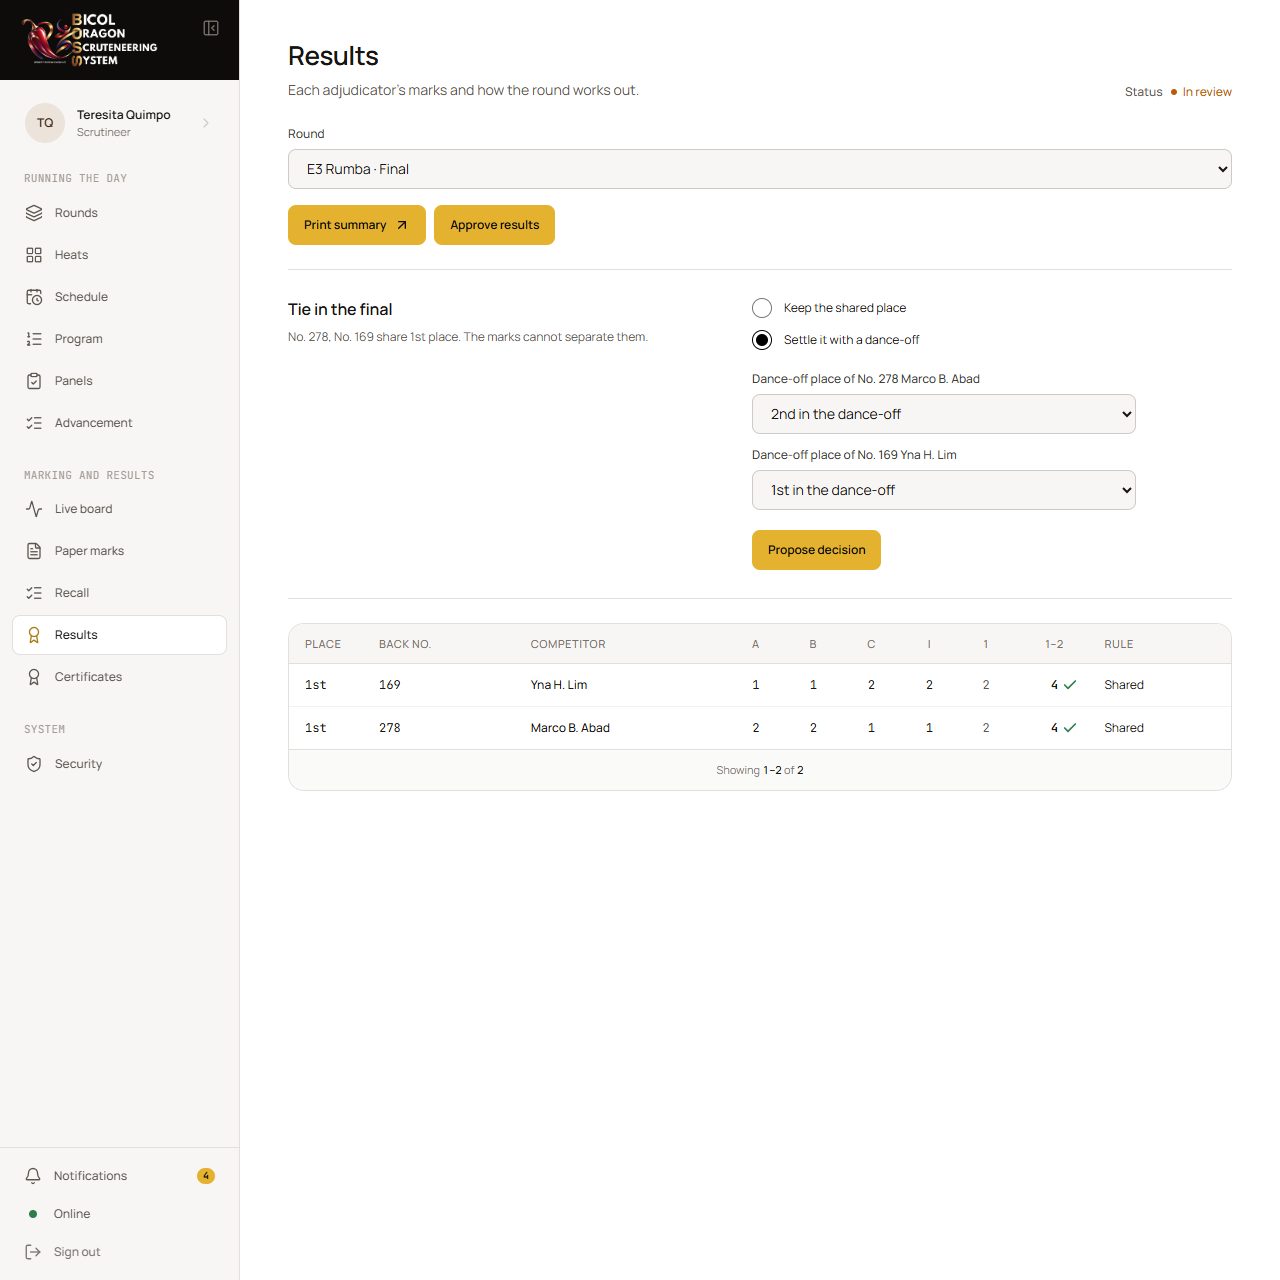 BICOL
DRAGON
SCRUTENEERING
SYSTEM
TQ
Teresita Quimpo
Scrutineer
RUNNING THE DAY
Rounds
Heats
Schedule
Program
Panels
Advancement
MARKING AND RESULTS
Live board
Paper marks
Recall
Results
Certificates
SYSTEM
Security
Notifications 4
Online
Sign out
Results
Each adjudicator's marks and how the round works out.
Status In review
Round
E3 Rumba · Final
Print summary
Approve results
Tie in the final
No. 278, No. 169 share 1st place. The marks cannot separate them.
Keep the shared place
Settle it with a dance-off
Dance-off place of No. 278 Marco B. Abad
2nd in the dance-off
Dance-off place of No. 169 Yna H. Lim
1st in the dance-off
Propose decision
PLACE BACK NO. COMPETITOR A B C I 1 1–2 RULE
1st 169 Yna H. Lim 1 1 2 2 2 4 Shared
1st 278 Marco B. Abad 2 2 1 1 2 4 Shared
Showing 1–2 of 2